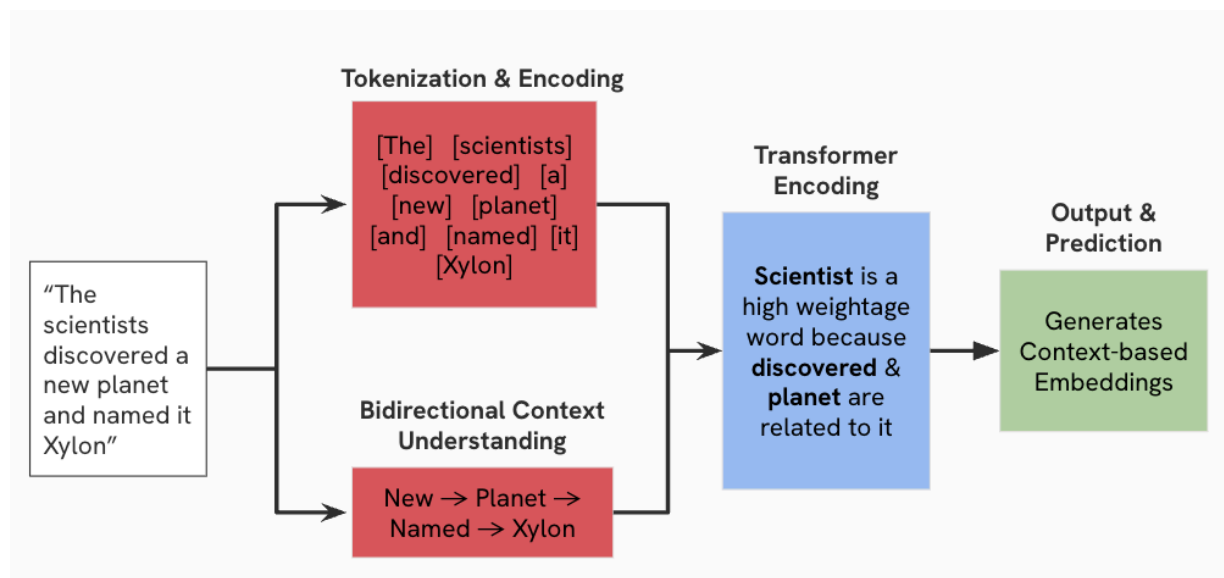 Tokenization & Encoding
[The] [scientists]
[discovered] [a]
[new] [planet]
[and] [named] [it]
[Xylon]
“The
scientists
discovered a
new planet
and named it
Xylon”
Bidirectional Context
Understanding
New → Planet →
Named → Xylon
Transformer
Encoding
Scientist is a
high weightage
word because
discovered &
planet are
related to it
Output &
Prediction
Generates
Context-based
Embeddings